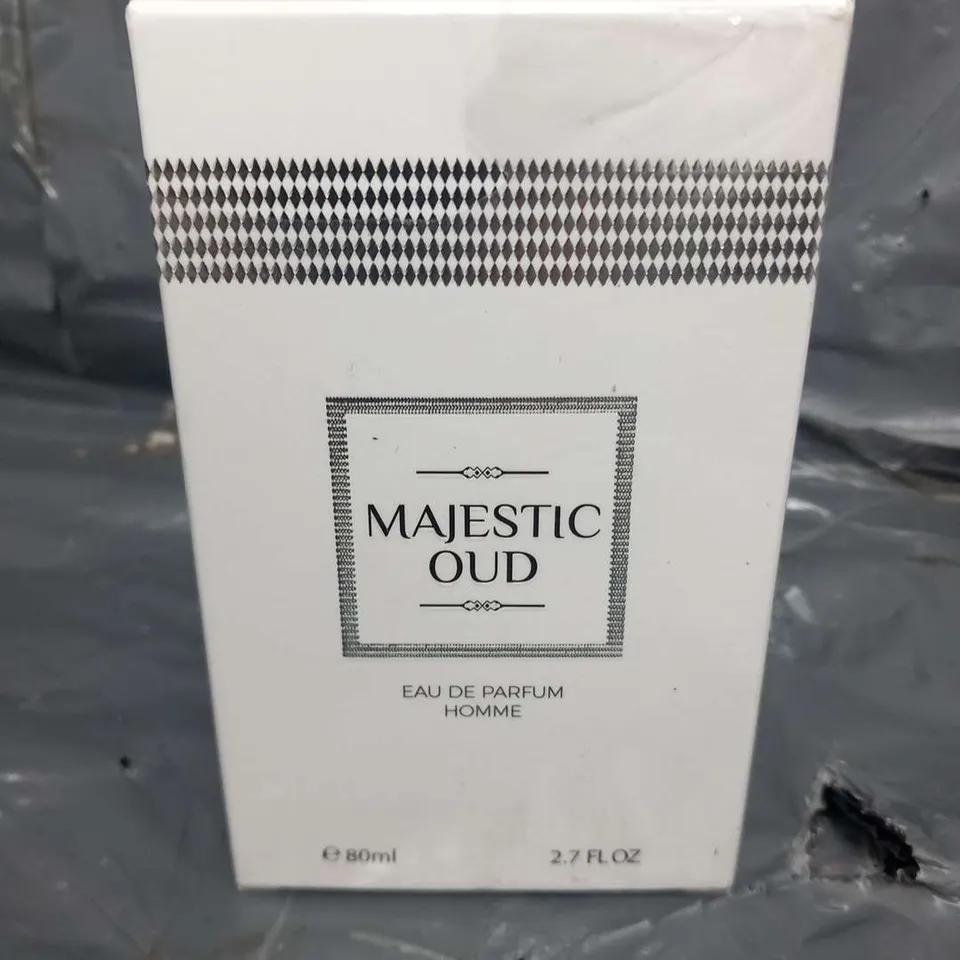 MAJESTIC
OUD
EAU DE PARFUM
HOMME
℮ 80ml 2.7 FL OZ